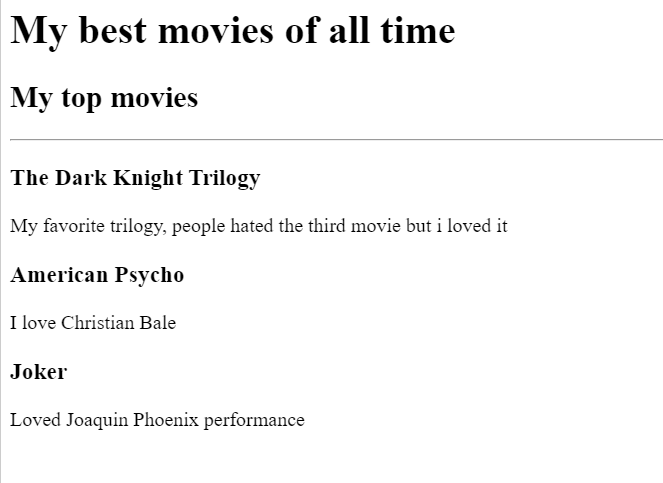 My best movies of all time
My top movies
The Dark Knight Trilogy
My favorite trilogy, people hated the third movie but i loved it
American Psycho
I love Christian Bale
Joker
Loved Joaquin Phoenix performance